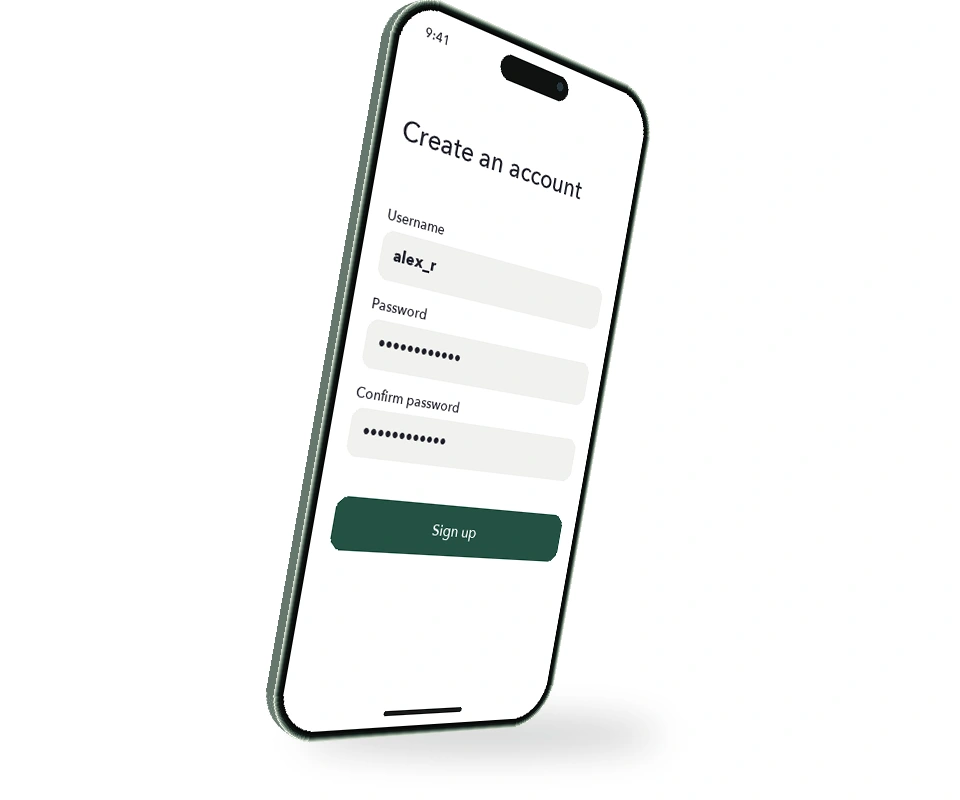 9:41
Create an account
Username
alex_r
Password
••••••••••••
Confirm password
••••••••••••
Sign up